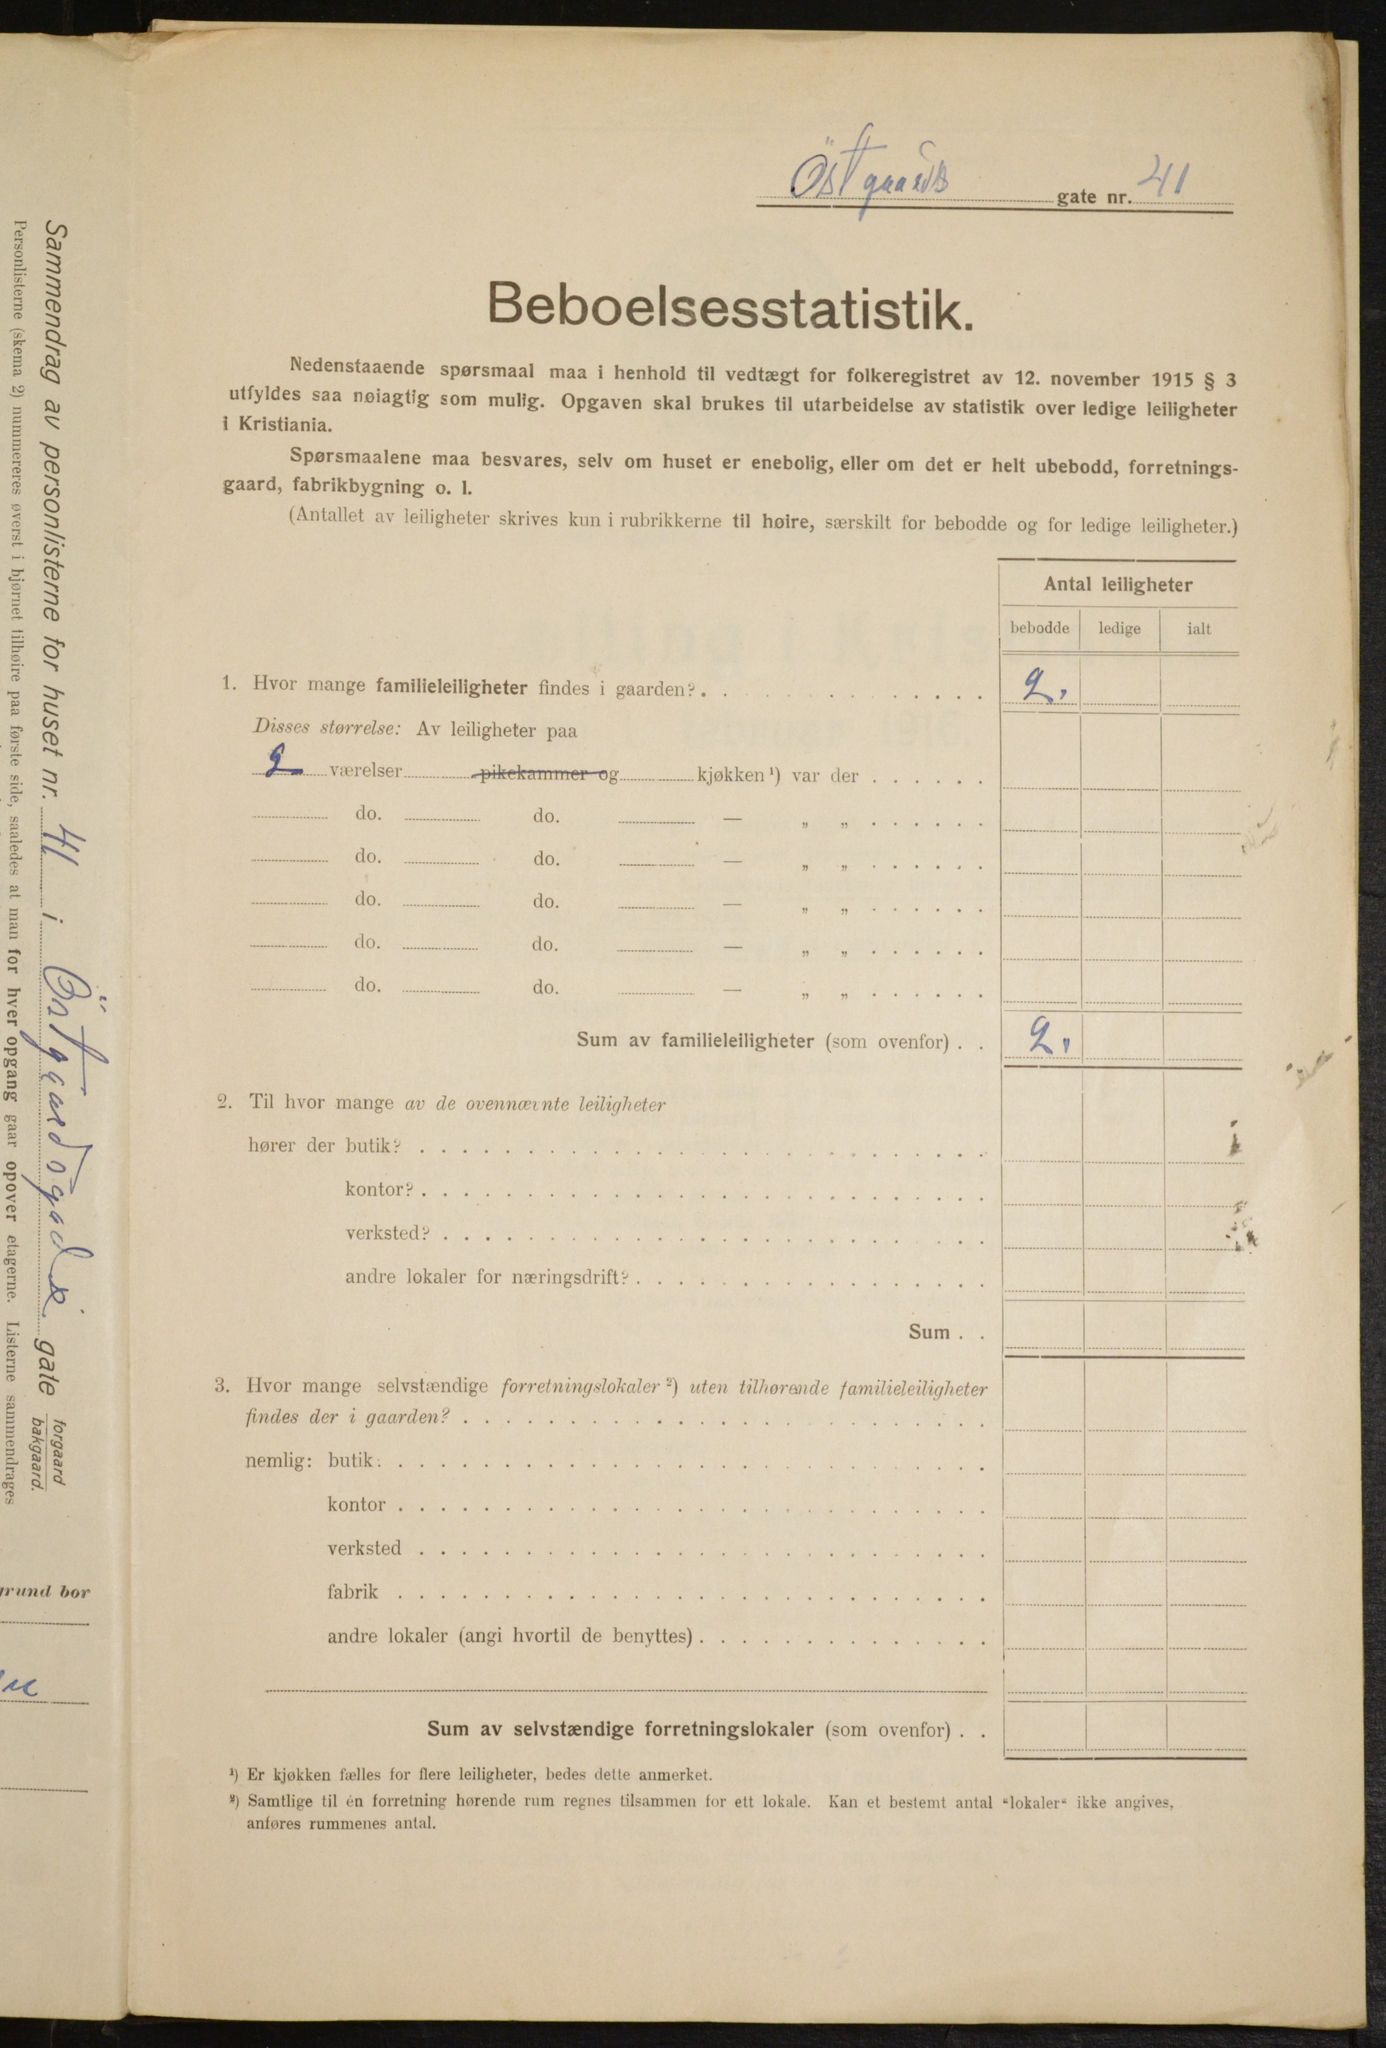 Östgaards gate nr. 41
Beboelsesstatistik.
Nedenstaaende spørsmaal maa i henhold til vedtægt for folkeregistret av 12. november 1915 § 3
utfyldes saa nøiagtig som mulig. Opgaven skal brukes til utarbeidelse av statistik over ledige leiligheter
i Kristiania.
Spørsmaalene maa besvares, selv om huset er enebolig, eller om det er helt ubebodd, forretnings-
gaard, fabrikbygning o. l.
(Antallet av leiligheter skrives kun i rubrikkerne til høire, særskilt for bebodde og for ledige leiligheter.)
Antal leiligheter
bebodde ledige ialt
1. Hvor mange familieleiligheter findes i gaarden? . 2.
Disses størrelse: Av leiligheter paa
2 værelser pikekammer og kjøkken ¹) var der
do. do. — „ „
do. do. — „ „
do. do. — „ „
do. do. — „ „
do. do. — „ „
Sum av familieleiligheter (som ovenfor) . . 2.
2. Til hvor mange av de ovennævnte leiligheter
hører der butik?
kontor?
verksted?
andre lokaler for næringsdrift?
Sum . .
3. Hvor mange selvstændige forretningslokaler ²) uten tilhørende familieleiligheter
findes der i gaarden?
nemlig: butik
kontor
verksted
fabrik
andre lokaler (angi hvortil de benyttes)
Sum av selvstændige forretningslokaler (som ovenfor) . .
¹) Er kjøkken fælles for flere leiligheter, bedes dette anmerket.
²) Samtlige til én forretning hørende rum regnes tilsammen for ett lokale. Kan et bestemt antal “lokaler“ ikke angives,
anføres rummenes antal.
Sammendrag av personlisterne for huset nr. 41 i Östgaardsgade gate forgaard
bakgaard.
Personlisterne (skema 2) nummereres øverst i hjørnet tilhøire paa første side, saaledes at man for hver opgang gaar opover etagerne. Listerne sammendrages
grund bor